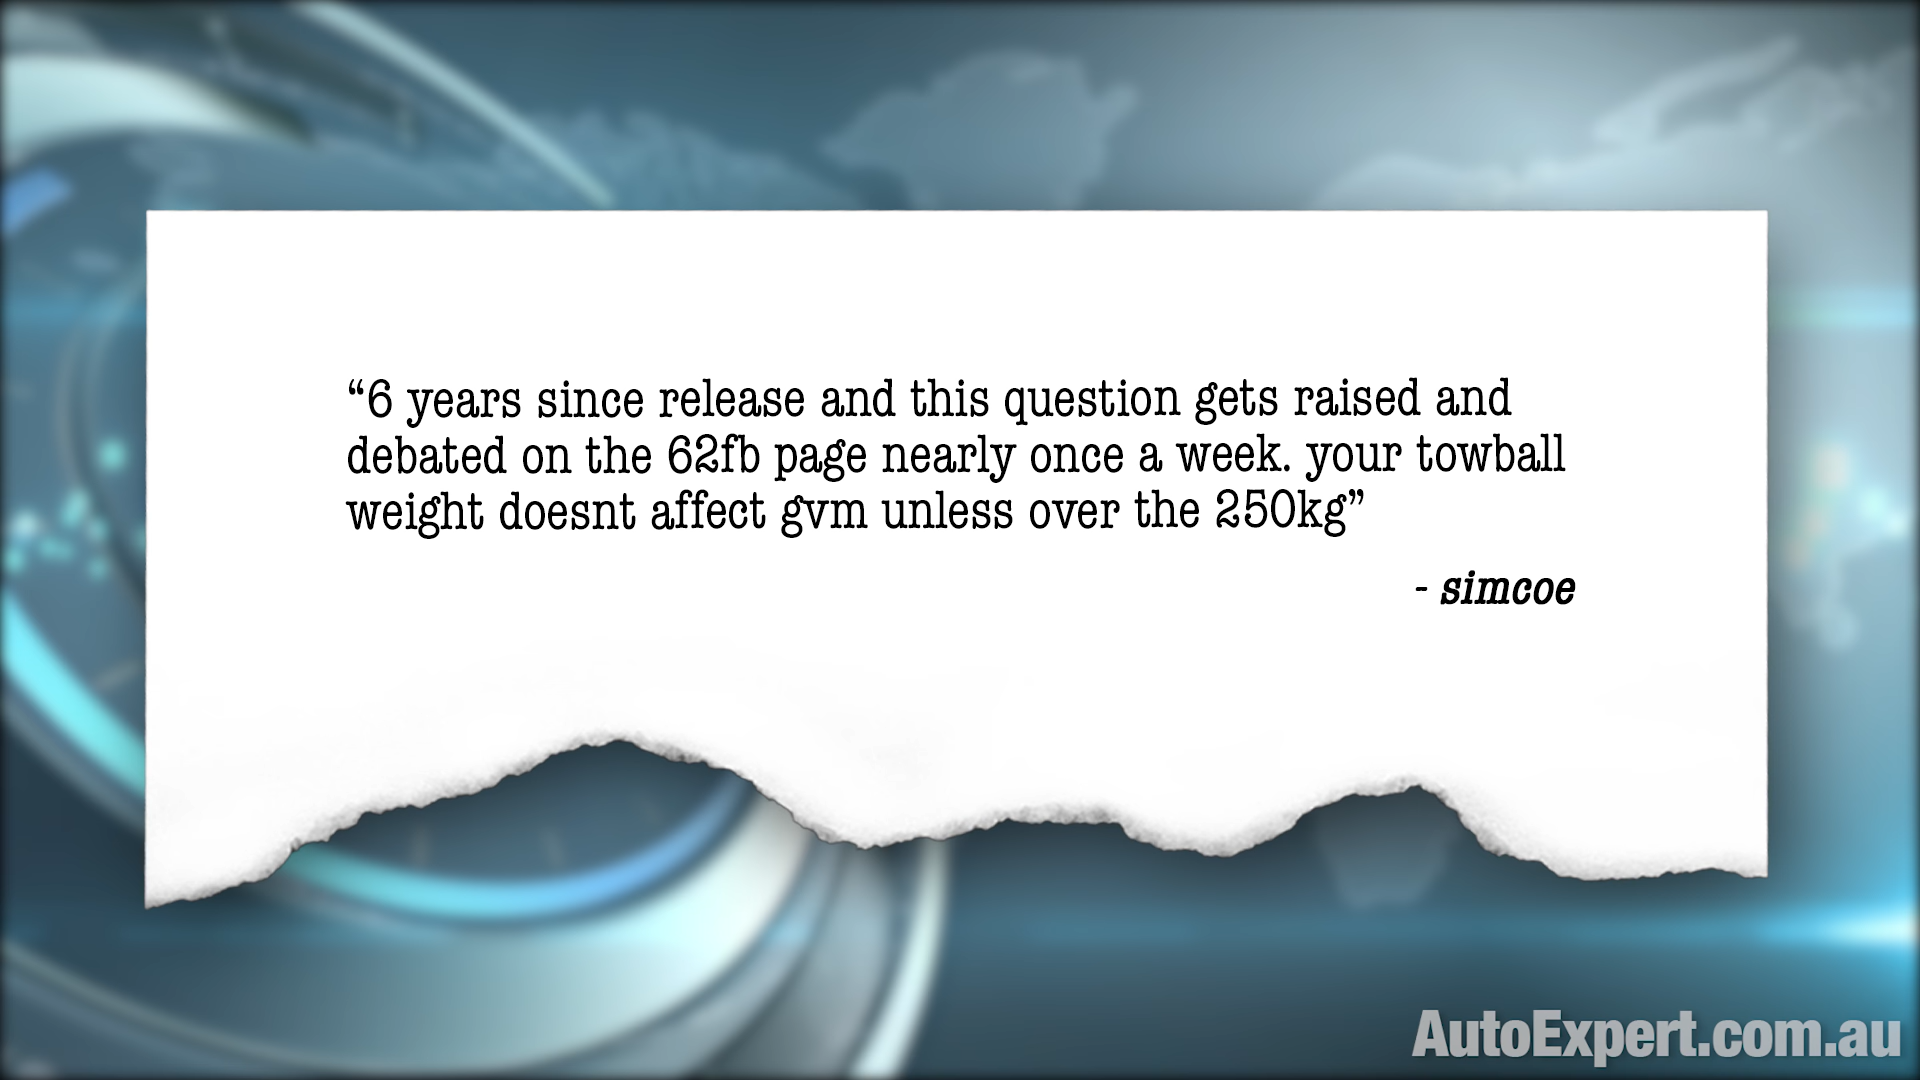 “6 years since release and this question gets raised and
debated on the 62fb page nearly once a week. your towball
weight doesnt affect gvm unless over the 250kg”
- simcoe
AutoExpert.com.au